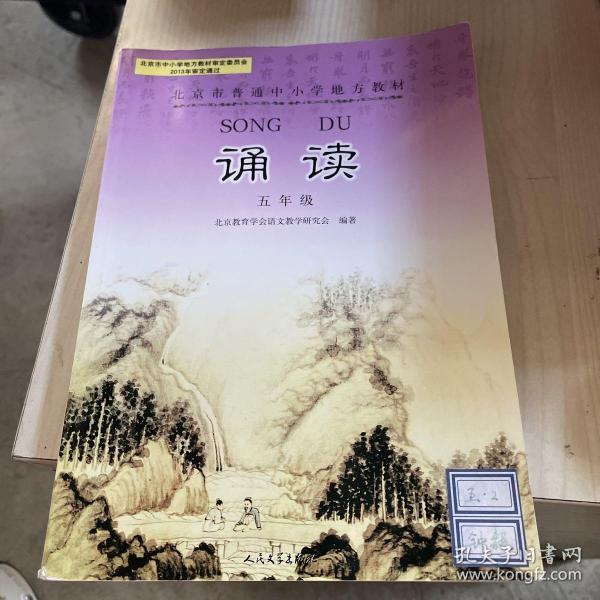 北京市中小学地方教材审定委员会
2013年审定通过
北京市普通中小学地方教材
SONG DU
诵读
五年级
北京教育学会语文教学研究会 编著
五·2
人民文学出版社
孔夫子旧书网
www.kongfz.com